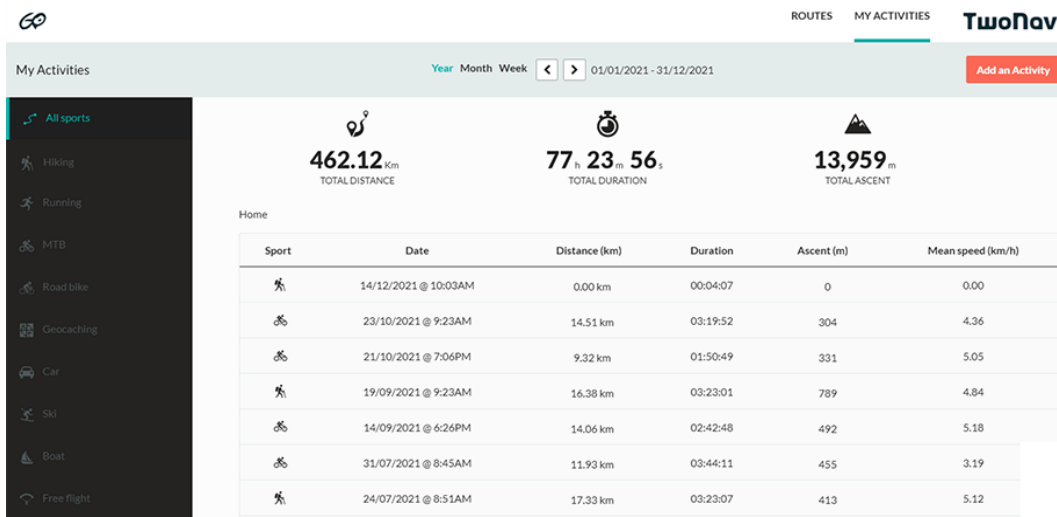 GO
ROUTES MY ACTIVITIES TwoNav
My Activities Year Month Week < > 01/01/2021 - 31/12/2021 Add an Activity
All sports
Hiking
Running
MTB
Road bike
Geocaching
Car
Ski
Boat
Free flight
462.12 Km
TOTAL DISTANCE
77 h 23 m 56 s
TOTAL DURATION
13,959 m
TOTAL ASCENT
Home
Sport Date Distance (km) Duration Ascent (m) Mean speed (km/h)
14/12/2021 @ 10:03AM 0.00 km 00:04:07 0 0.00
23/10/2021 @ 9:23AM 14.51 km 03:19:52 304 4.36
21/10/2021 @ 7:06PM 9.32 km 01:50:49 331 5.05
19/09/2021 @ 9:23AM 16.38 km 03:23:01 789 4.84
14/09/2021 @ 6:26PM 14.06 km 02:42:48 492 5.18
31/07/2021 @ 8:45AM 11.93 km 03:44:11 455 3.19
24/07/2021 @ 8:51AM 17.33 km 03:23:07 413 5.12